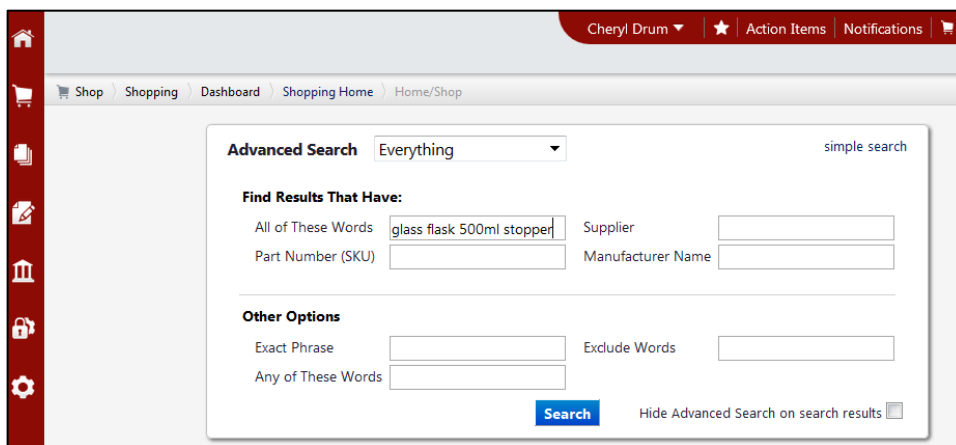 Cheryl Drum Action Items Notifications
Shop Shopping Dashboard Shopping Home Home/Shop
Advanced Search Everything simple search
Find Results That Have:
All of These Words glass flask 500ml stopper Supplier
Part Number (SKU) Manufacturer Name
Other Options
Exact Phrase Exclude Words
Any of These Words
Search Hide Advanced Search on search results